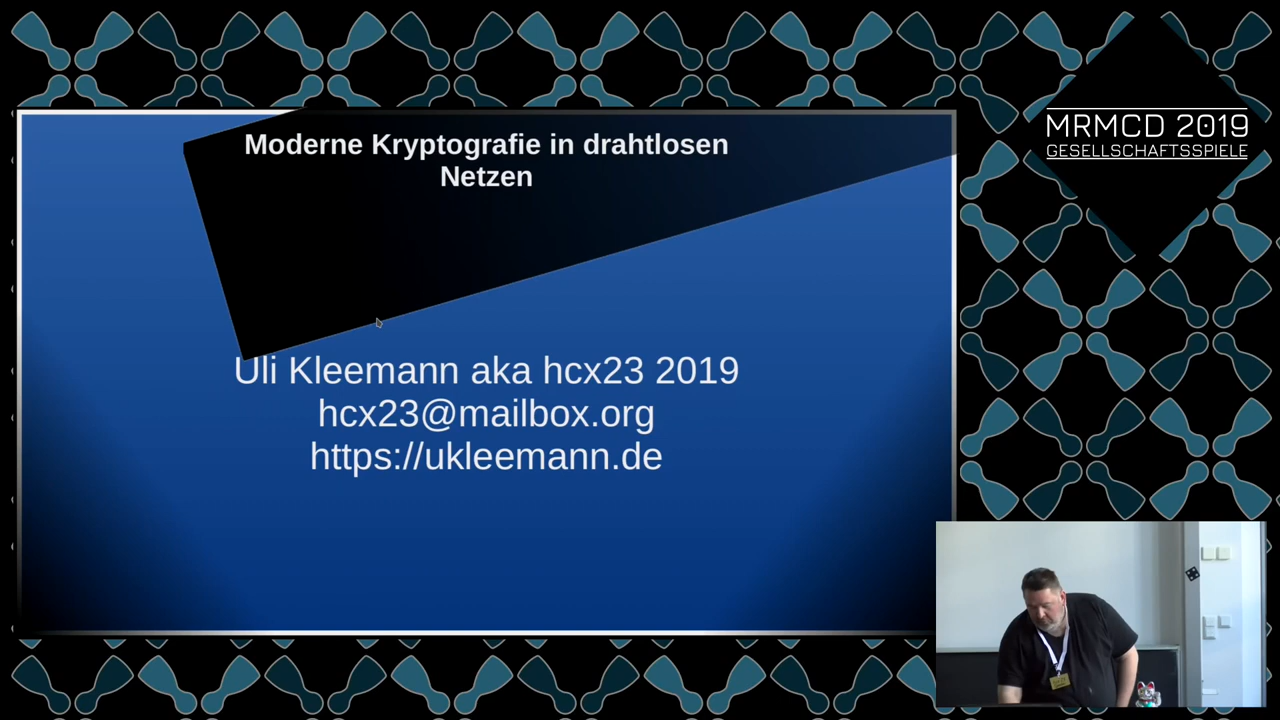 Moderne Kryptografie in drahtlosen
Netzen
Uli Kleemann aka hcx23 2019
hcx23@mailbox.org
https://ukleemann.de
MRMCD 2019
GESELLSCHAFTSSPIELE